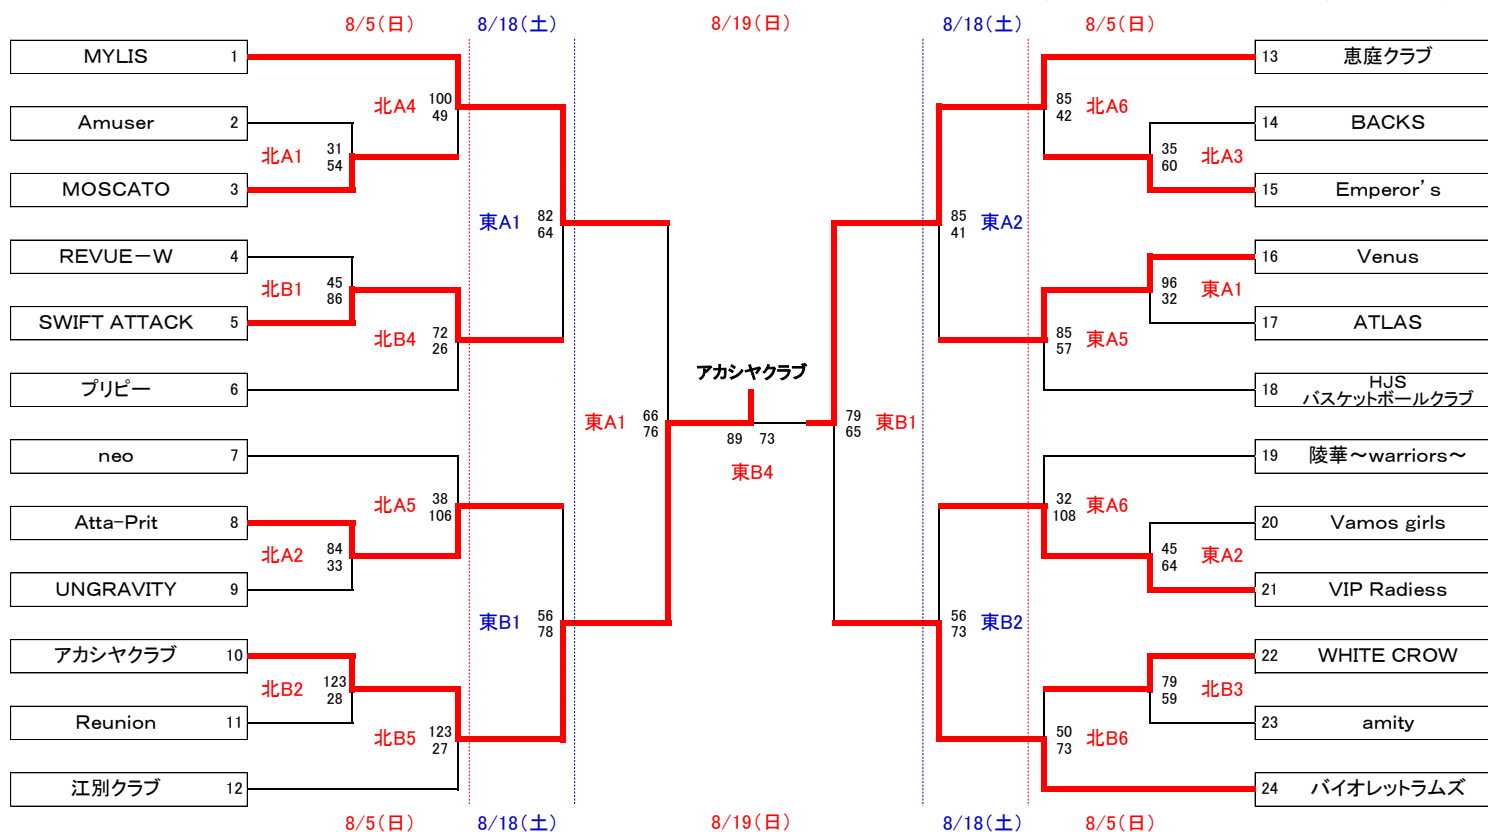 8/5(日) 8/18(土) 8/19(日) 8/18(土) 8/5(日)
MYLIS 1
13 恵庭クラブ
北A4 100 49
85 42 北A6
Amuser 2
14 BACKS
北A1 31 54
35 60 北A3
MOSCATO 3
15 Emperor's
東A1 82 64
85 41 東A2
REVUE－W 4
16 Venus
北B1 45 86
96 32 東A1
SWIFT ATTACK 5
17 ATLAS
北B4 72 26
85 57 東A5
プリピー 6
18 HJS
バスケットボールクラブ
アカシヤクラブ
東A1 66 76
79 65 東B1
89 73
東B4
neo 7
19 陵華～warriors～
北A5 38 106
32 108 東A6
Atta-Prit 8
20 Vamos girls
北A2 84 33
45 64 東A2
UNGRAVITY 9
21 VIP Radiess
東B1 56 78
56 73 東B2
アカシヤクラブ 10
22 WHITE CROW
北B2 123 28
79 59 北B3
Reunion 11
23 amity
北B5 123 27
50 73 北B6
江別クラブ 12
24 バイオレットラムズ
8/5(日) 8/18(土) 8/19(日) 8/18(土) 8/5(日)